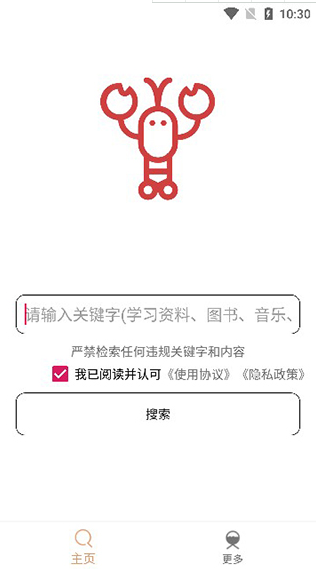 10:30
请输入关键字(学习资料、图书、音乐、
严禁检索任何违规关键字和内容
我已阅读并认可《使用协议》《隐私政策》
搜索
主页
更多